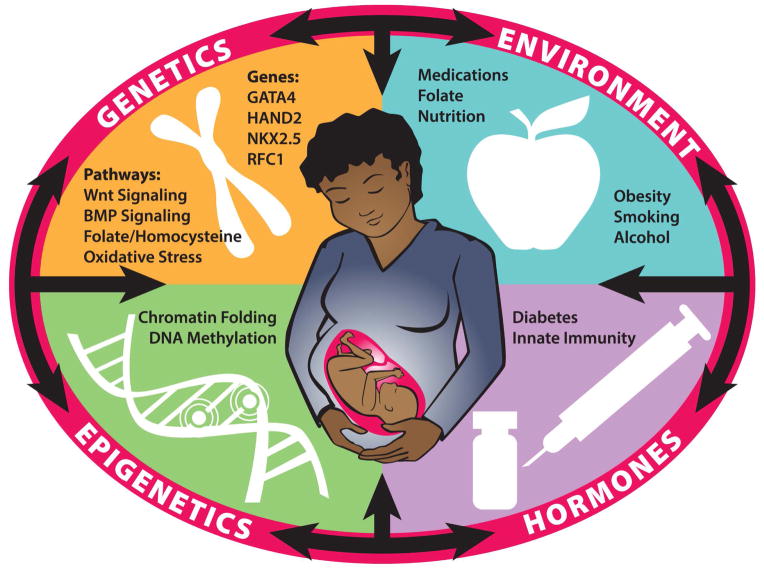 GENETICS
Genes:
GATA4
HAND2
NKX2.5
RFC1
Pathways:
Wnt Signaling
BMP Signaling
Folate/Homocysteine
Oxidative Stress
ENVIRONMENT
Medications
Folate
Nutrition
Obesity
Smoking
Alcohol
EPIGENETICS
Chromatin Folding
DNA Methylation
HORMONES
Diabetes
Innate Immunity